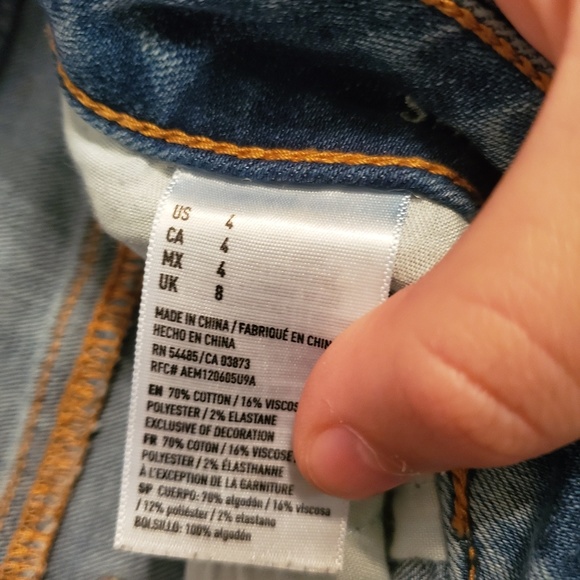 US 4
CA 4
MX 4
UK 8
MADE IN CHINA / FABRIQUÉ EN CHIN
HECHO EN CHINA
RN 54485/CA 03873
RFC# AEM120605U9A
EN 70% COTTON / 16% VISCOS
POLYESTER / 2% ELASTANE
EXCLUSIVE OF DECORATION
FR 70% COTON / 16% VISCOSE
POLYESTER / 2% ÉLASTHANNE
À L'EXCEPTION DE LA GARNITURE
SP CUERPO: 70% algodón / 16% viscosa
/ 12% poliéster / 2% elastano
BOLSILLO: 100% algodón